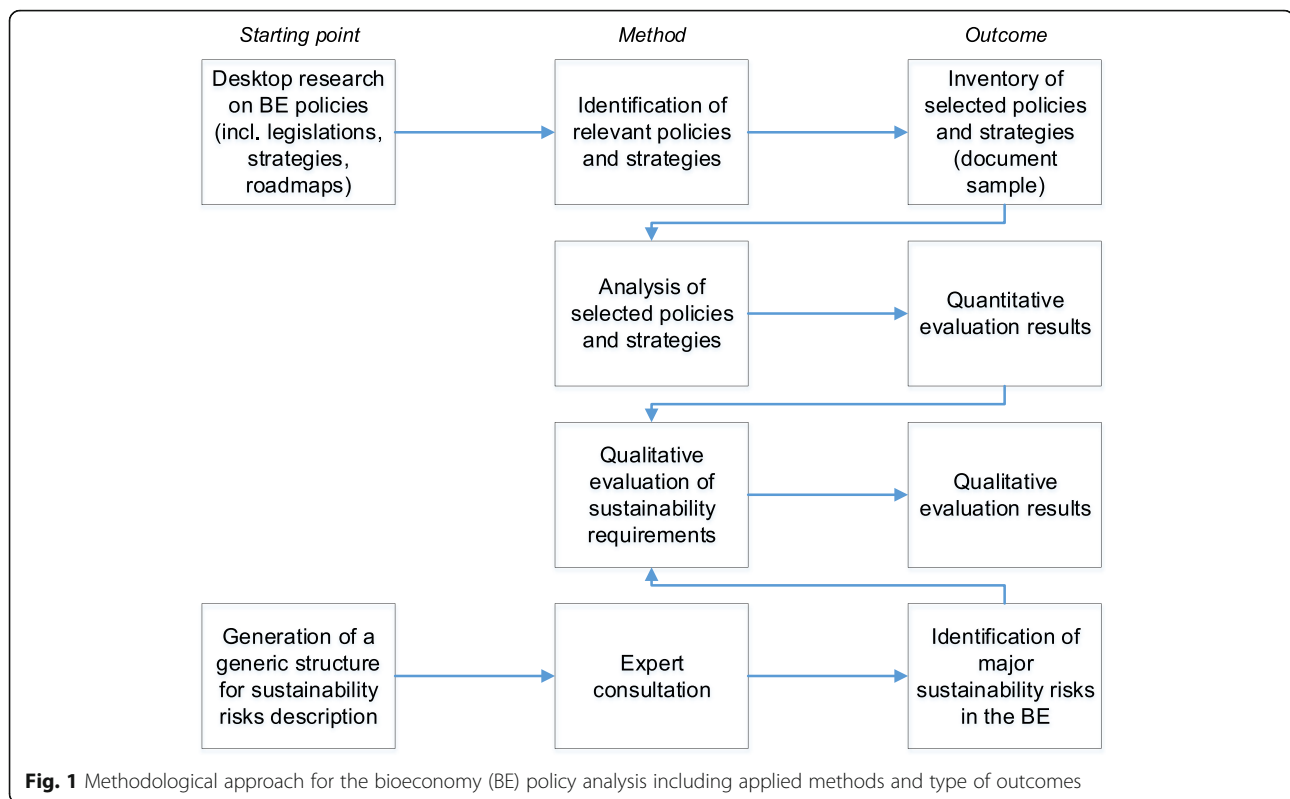 Starting point
Method
Outcome
Desktop research
on BE policies
(incl. legislations,
strategies,
roadmaps)
Identification of
relevant policies
and strategies
Inventory of
selected policies
and strategies
(document
sample)
Analysis of
selected policies
and strategies
Quantitative
evaluation results
Qualitative
evaluation of
sustainability
requirements
Qualitative
evaluation results
Generation of a
generic structure
for sustainability
risks description
Expert
consultation
Identification of
major
sustainability risks
in the BE
Fig. 1 Methodological approach for the bioeconomy (BE) policy analysis including applied methods and type of outcomes